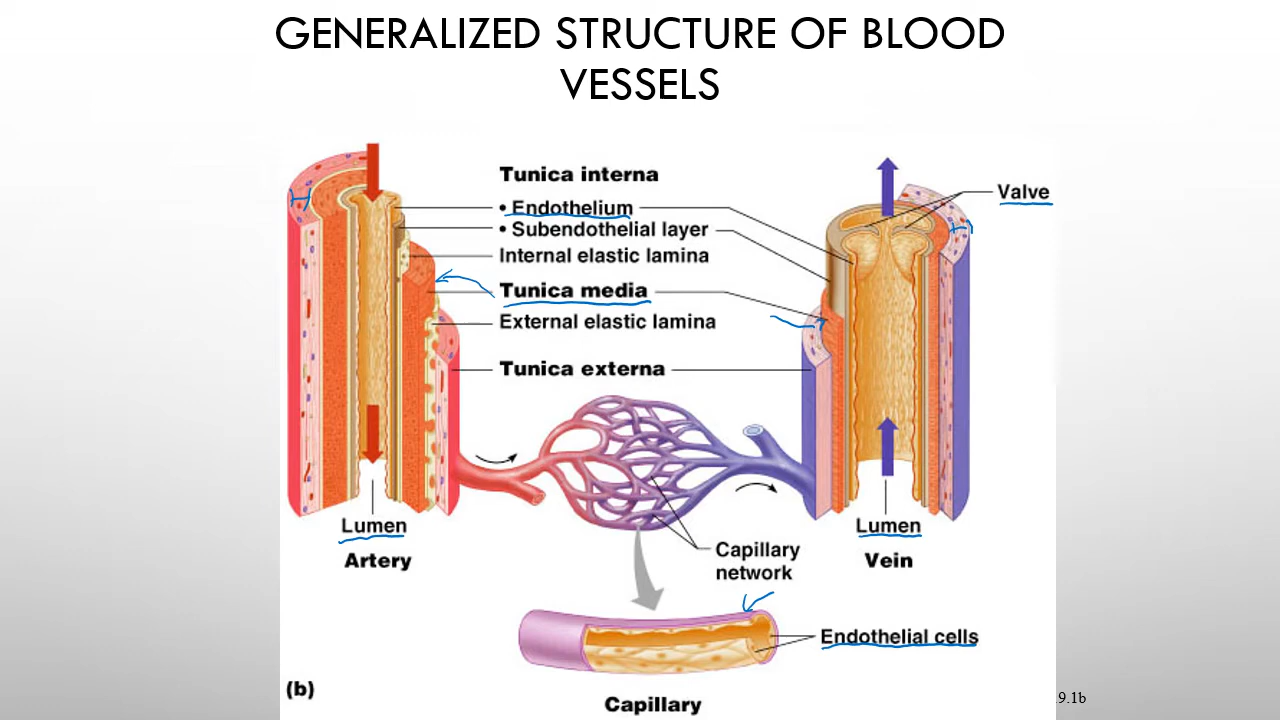 GENERALIZED STRUCTURE OF BLOOD
VESSELS
Tunica interna
• Endothelium
• Subendothelial layer
Internal elastic lamina
Tunica media
External elastic lamina
Tunica externa
Valve
Lumen
Artery
Lumen
Vein
Capillary
network
Endothelial cells
(b)
Capillary
9.1b